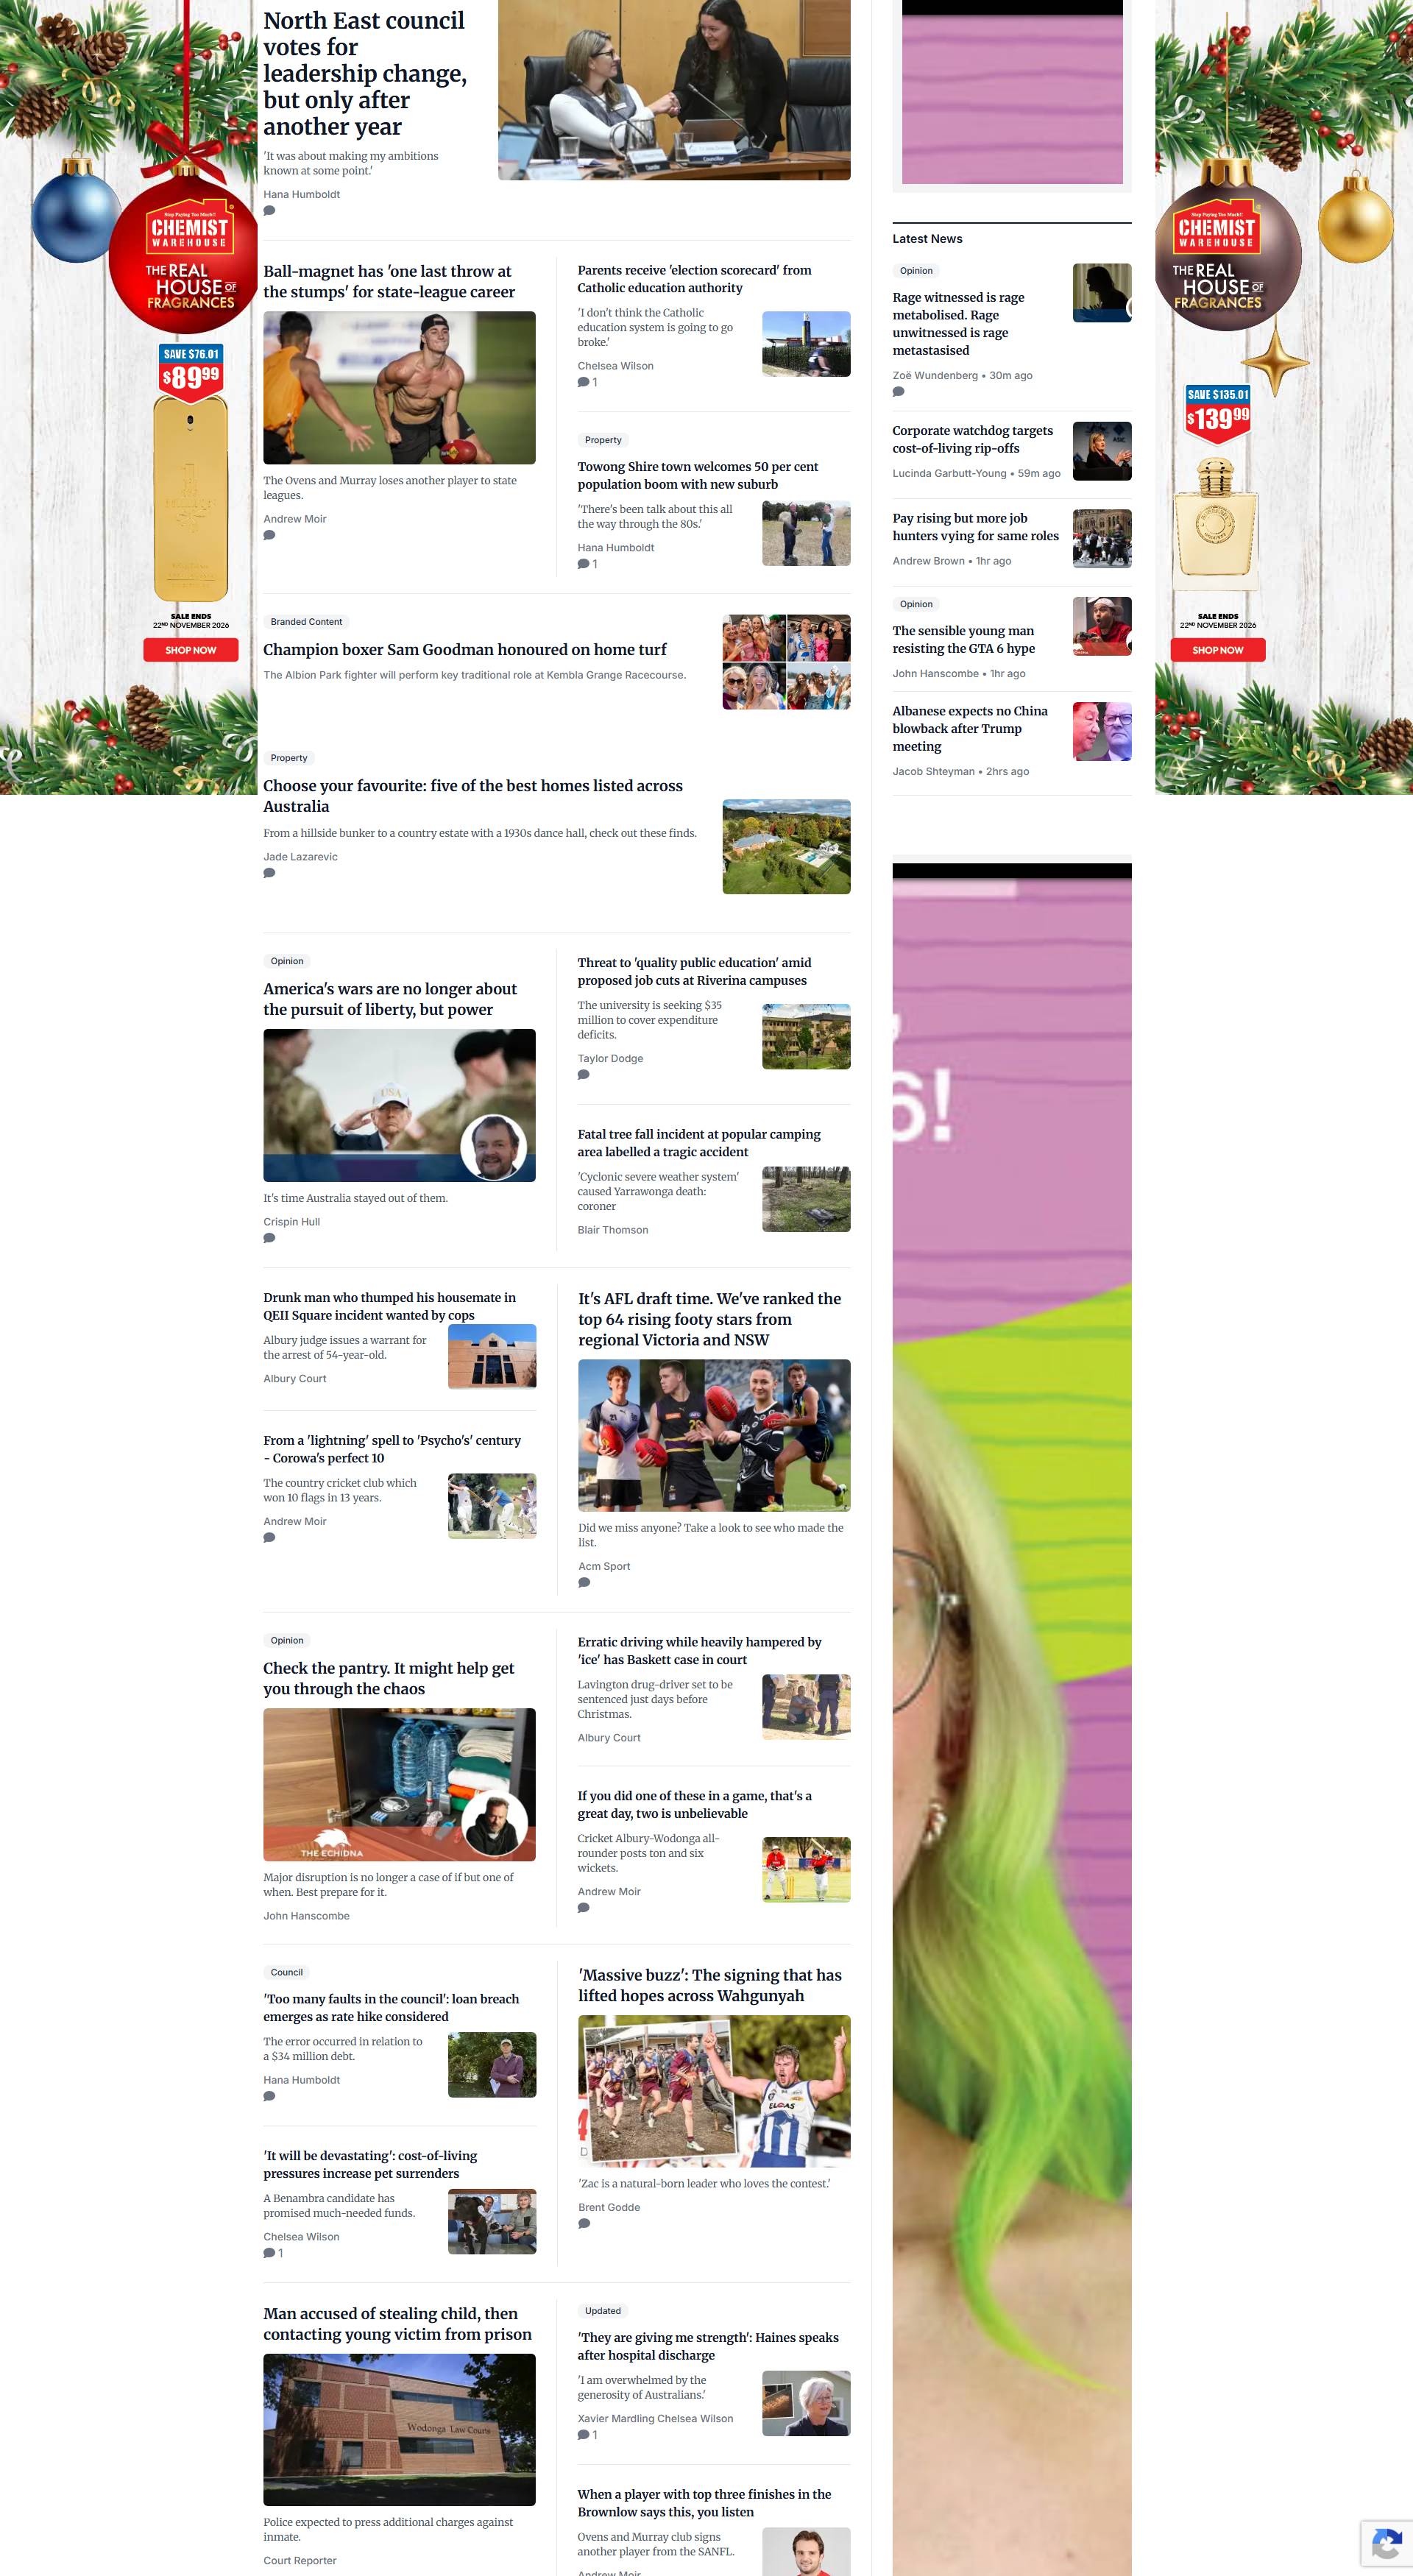 North East council
votes for
leadership change,
but only after
another year
'It was about making my ambitions
known at some point.'
Hana Humboldt
Ball-magnet has 'one last throw at
the stumps' for state-league career
The Ovens and Murray loses another player to state
leagues.
Andrew Moir
Parents receive 'election scorecard' from
Catholic education authority
'I don't think the Catholic
education system is going to go
broke.'
Chelsea Wilson
1
Property
Towong Shire town welcomes 50 per cent
population boom with new suburb
'There's been talk about this all
the way through the 80s.'
Hana Humboldt
1
Branded Content
Champion boxer Sam Goodman honoured on home turf
The Albion Park fighter will perform key traditional role at Kembla Grange Racecourse.
Property
Choose your favourite: five of the best homes listed across
Australia
From a hillside bunker to a country estate with a 1930s dance hall, check out these finds.
Jade Lazarevic
Opinion
America's wars are no longer about
the pursuit of liberty, but power
USA
It's time Australia stayed out of them.
Crispin Hull
Threat to 'quality public education' amid
proposed job cuts at Riverina campuses
The university is seeking $35
million to cover expenditure
deficits.
Taylor Dodge
Fatal tree fall incident at popular camping
area labelled a tragic accident
'Cyclonic severe weather system'
caused Yarrawonga death:
coroner
Blair Thomson
Drunk man who thumped his housemate in
QEII Square incident wanted by cops
Albury judge issues a warrant for
the arrest of 54-year-old.
Albury Court
From a 'lightning' spell to 'Psycho's' century
- Corowa's perfect 10
The country cricket club which
won 10 flags in 13 years.
Andrew Moir
It's AFL draft time. We've ranked the
top 64 rising footy stars from
regional Victoria and NSW
Did we miss anyone? Take a look to see who made the
list.
Acm Sport
Opinion
Check the pantry. It might help get
you through the chaos
THE ECHIDNA
Major disruption is no longer a case of if but one of
when. Best prepare for it.
John Hanscombe
Erratic driving while heavily hampered by
'ice' has Baskett case in court
Lavington drug-driver set to be
sentenced just days before
Christmas.
Albury Court
If you did one of these in a game, that's a
great day, two is unbelievable
Cricket Albury-Wodonga all-
rounder posts ton and six
wickets.
Andrew Moir
Council
'Too many faults in the council': loan breach
emerges as rate hike considered
The error occurred in relation to
a $34 million debt.
Hana Humboldt
'It will be devastating': cost-of-living
pressures increase pet surrenders
A Benambra candidate has
promised much-needed funds.
Chelsea Wilson
1
'Massive buzz': The signing that has
lifted hopes across Wahgunyah
'Zac is a natural-born leader who loves the contest.'
Brent Godde
Man accused of stealing child, then
contacting young victim from prison
Wodonga Law Courts
Police expected to press additional charges against
inmate.
Court Reporter
Updated
'They are giving me strength': Haines speaks
after hospital discharge
'I am overwhelmed by the
generosity of Australians.'
Xavier Mardling Chelsea Wilson
1
When a player with top three finishes in the
Brownlow says this, you listen
Ovens and Murray club signs
another player from the SANFL.
Andrew Moir
Latest News
Opinion
Rage witnessed is rage
metabolised. Rage
unwitnessed is rage
metastasised
Zoë Wundenberg • 30m ago
Corporate watchdog targets
cost-of-living rip-offs
Lucinda Garbutt-Young • 59m ago
Pay rising but more job
hunters vying for same roles
Andrew Brown • 1hr ago
Opinion
The sensible young man
resisting the GTA 6 hype
John Hanscombe • 1hr ago
Albanese expects no China
blowback after Trump
meeting
Jacob Shteyman • 2hrs ago
6!
Stop Paying Too Much!!
CHEMIST
WAREHOUSE
THE REAL
HOUSE OF
FRAGRANCES
SAVE $76.01
$8999
SALE ENDS
22ND NOVEMBER 2026
SHOP NOW
Stop Paying Too Much!!
CHEMIST
WAREHOUSE
THE REAL
HOUSE OF
FRAGRANCES
SAVE $135.01
$13999
SALE ENDS
22ND NOVEMBER 2026
SHOP NOW